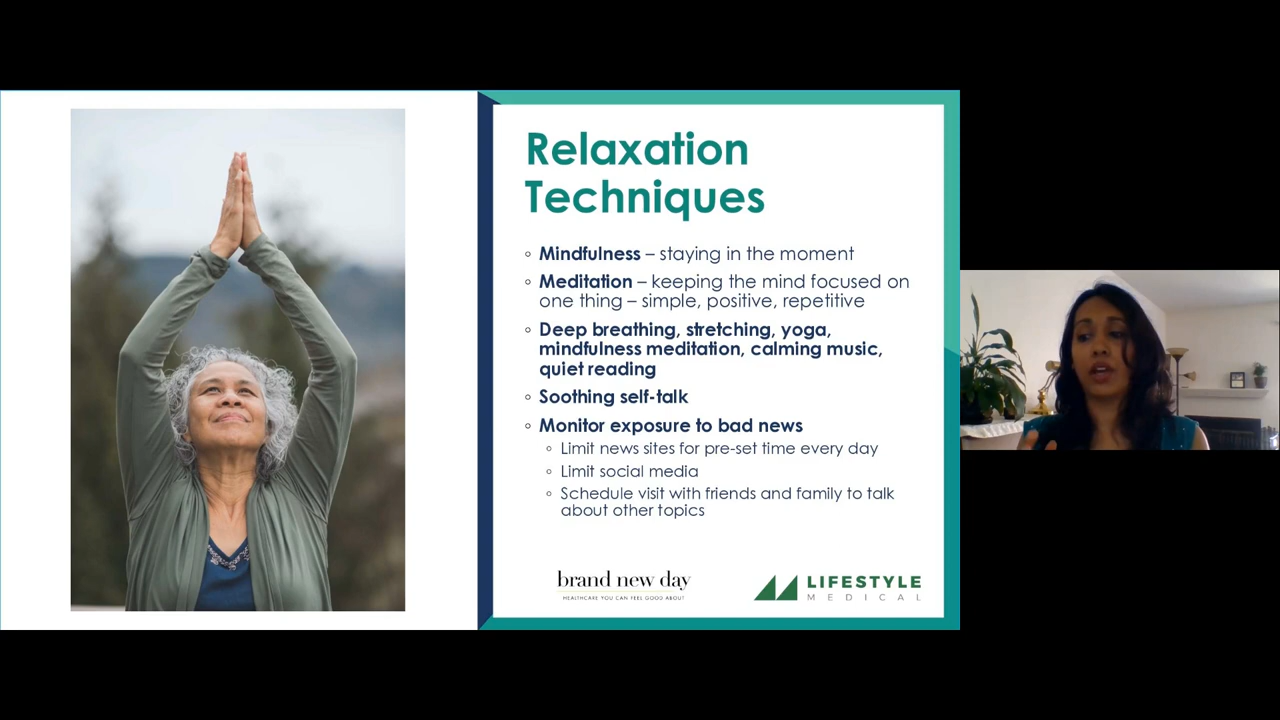 Relaxation
Techniques
◦ Mindfulness – staying in the moment
◦ Meditation – keeping the mind focused on
one thing – simple, positive, repetitive
◦ Deep breathing, stretching, yoga,
mindfulness meditation, calming music,
quiet reading
◦ Soothing self-talk
◦ Monitor exposure to bad news
◦ Limit news sites for pre-set time every day
◦ Limit social media
◦ Schedule visit with friends and family to talk
about other topics
brand new day
HEALTHCARE YOU CAN FEEL GOOD ABOUT
LIFESTYLE
MEDICAL